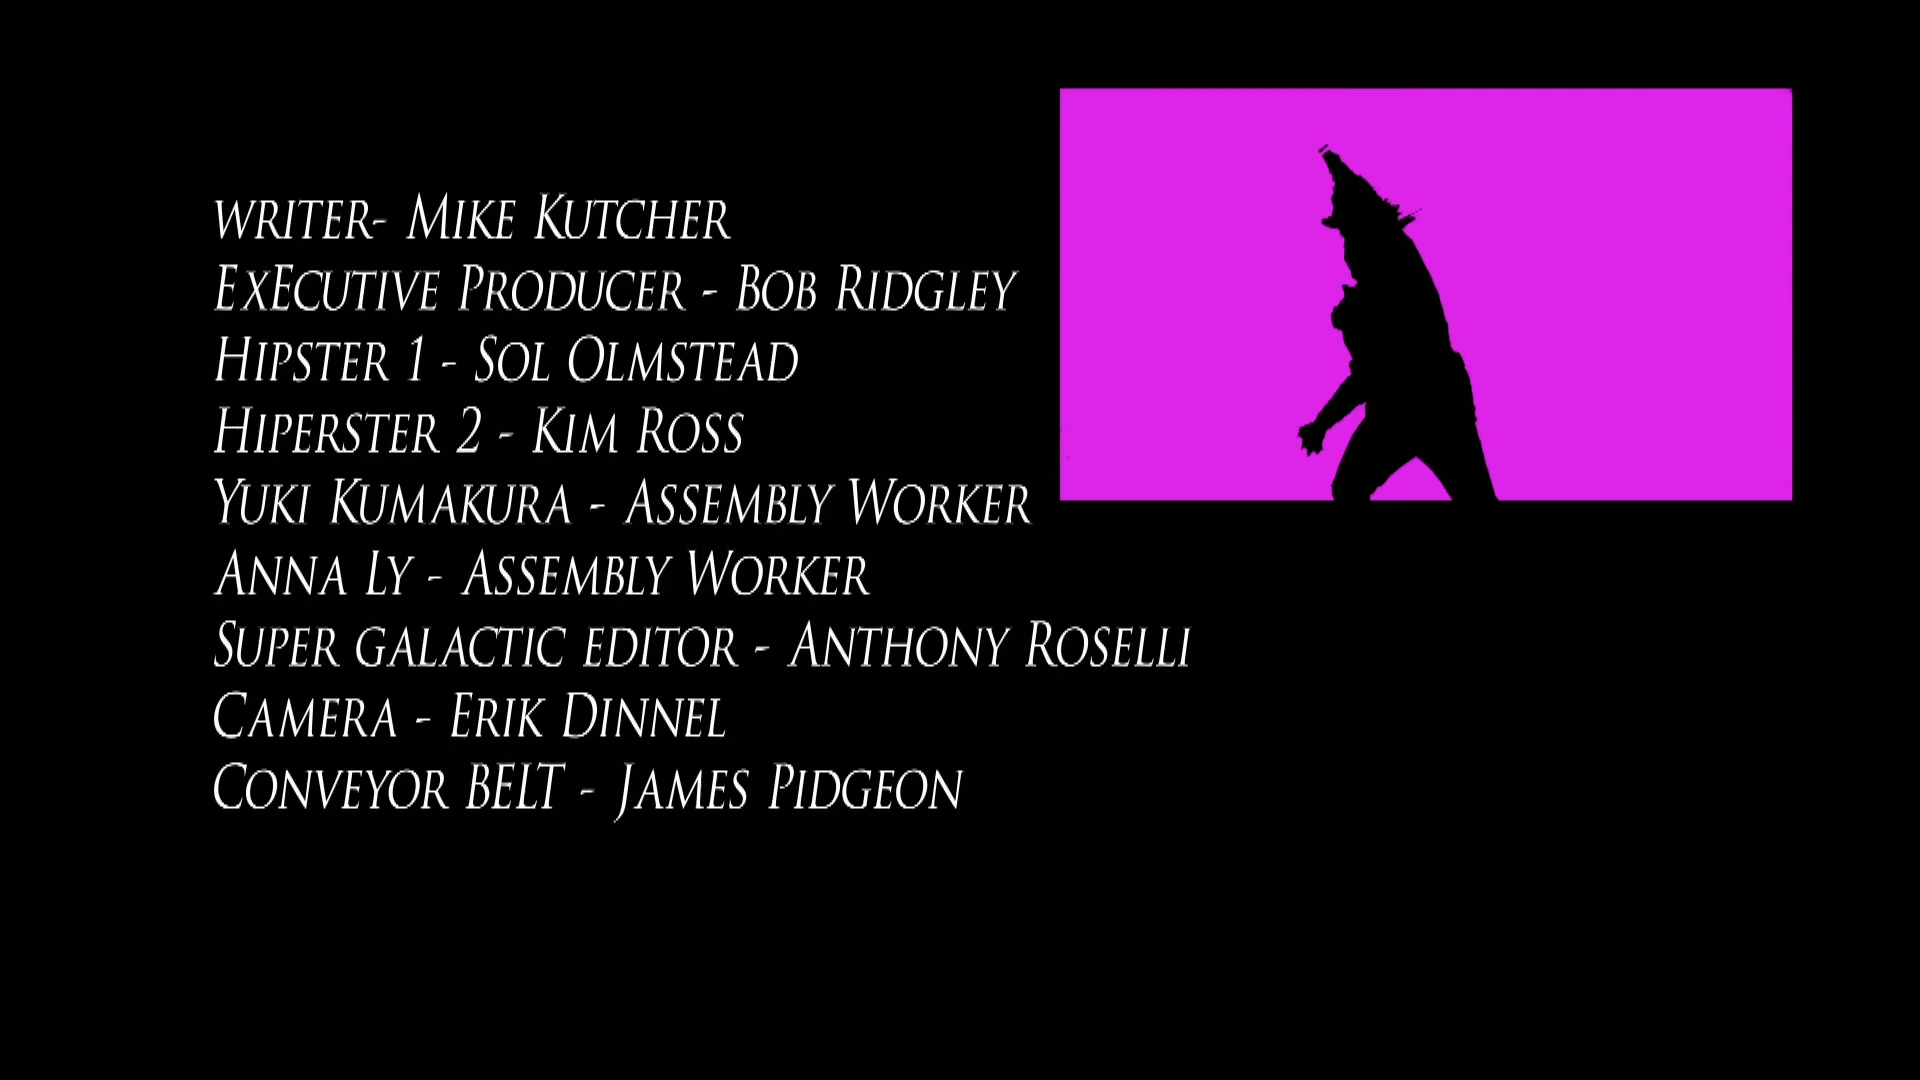 writer- Mike Kutcher
ExEcutive Producer - Bob Ridgley
Hipster 1 - Sol Olmstead
Hiperster 2 - Kim Ross
Yuki Kumakura - Assembly Worker
Anna Ly - Assembly Worker
Super galactic editor - Anthony Roselli
Camera - Erik Dinnel
Conveyor BELT - James Pidgeon